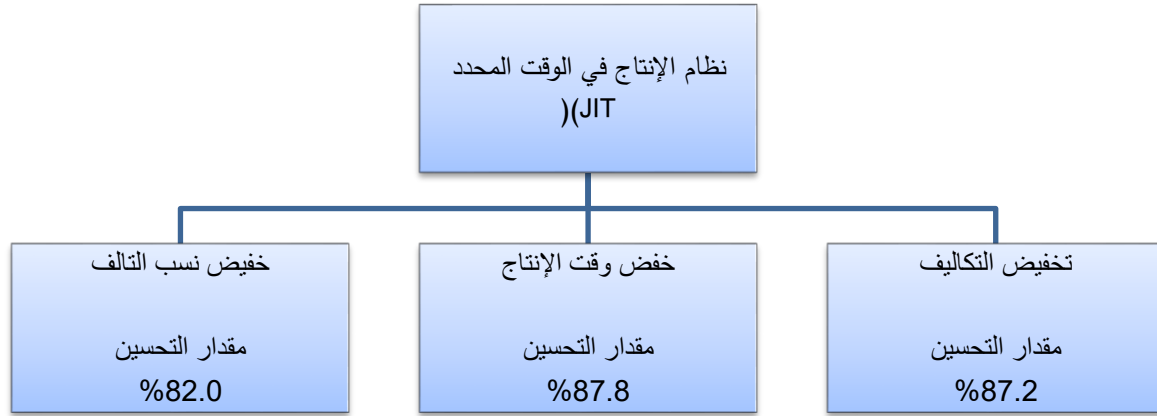 نظام الإنتاج في الوقت المحدد
)(JIT
تخفيض التكاليف
مقدار التحسين
%87.2
خفض وقت الإنتاج
مقدار التحسين
%87.8
خفيض نسب التالف
مقدار التحسين
%82.0